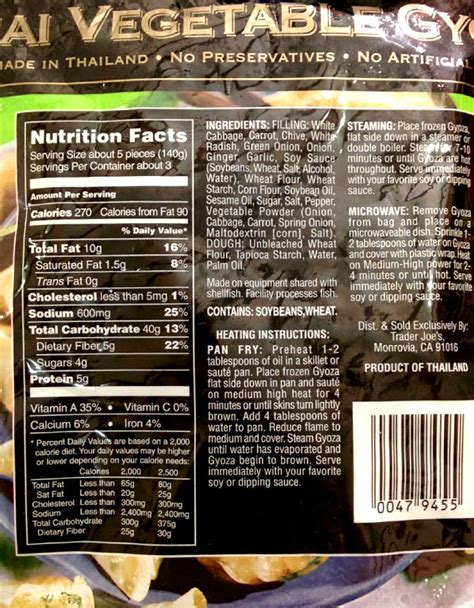 AI VEGETABLE GYO
MADE IN THAILAND • NO PRESERVATIVES • NO ARTIFICIAL
Nutrition Facts
Serving Size about 5 pieces (140g)
Servings Per Container about 3
Amount Per Serving
Calories 270 Calories from Fat 90
% Daily Value*
Total Fat 10g 16%
Saturated Fat 1.5g 8%
Trans Fat 0g
Cholesterol less than 5mg 1%
Sodium 600mg 25%
Total Carbohydrate 40g 13%
Dietary Fiber 5g 22%
Sugars 4g
Protein 5g
Vitamin A 35% • Vitamin C 0%
Calcium 6% • Iron 4%
* Percent Daily Values are based on a 2,000
calorie diet. Your daily values may be higher
or lower depending on your calorie needs:
Calories 2,000 2,500
Total Fat Less than 65g 80g
Sat Fat Less than 20g 25g
Cholesterol Less than 300mg 300mg
Sodium Less than 2,400mg 2,400mg
Total Carbohydrate 300g 375g
Dietary Fiber 25g 30g
INGREDIENTS: FILLING: White
Cabbage, Carrot, Chive, White
Radish, Green Onion, Onion,
Ginger, Garlic, Soy Sauce
(Soybeans, Wheat, Salt, Alcohol,
Water), Wheat Flour, Wheat
Starch, Corn Flour, Soybean Oil,
Sesame Oil, Sugar, Salt, Pepper,
Vegetable Powder (Onion,
Cabbage, Carrot, Spring Onion,
Maltodextrin (corn), Salt).
DOUGH: Unbleached Wheat
Flour, Tapioca Starch, Water,
Palm Oil.
Made on equipment shared with
shellfish. Facility processes fish.
CONTAINS: SOYBEANS,WHEAT.
HEATING INSTRUCTIONS:
PAN FRY: Preheat 1-2
tablespoons of oil in a skillet or
sauté pan. Place frozen Gyoza
flat side down in pan and sauté
on medium high heat for 4
minutes or until skins turn lightly
brown. Add 4 tablespoons of
water to pan. Reduce flame to
medium and cover. Steam Gyoza
until water has evaporated and
Gyoza begin to brown. Serve
immediately with your favorite
soy or dipping sauce.
STEAMING: Place frozen Gyoza,
flat side down in a steamer or
double boiler. Steam for 7-10
minutes or until Gyoza are hot
throughout. Serve immediately
with your favorite soy or dipping
sauce.
MICROWAVE: Remove Gyoza
from bag and place on a
microwaveable dish. Sprinkle 1-
2 tablespoons of water on Gyoza
and cover with plastic wrap. Heat
on Medium-High power for 2-
4 minutes or until hot. Serve
immediately with your favorite
soy or dipping sauce.
Dist. & Sold Exclusively By:
Trader Joe's,
Monrovia, CA 91016
PRODUCT OF THAILAND
0047 9455